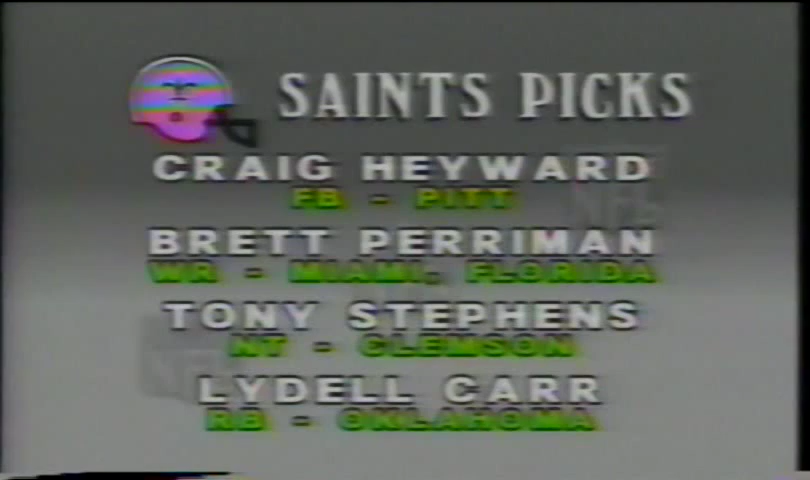 SAINTS PICKS
CRAIG HEYWARD
FB - PITT
BRETT PERRIMAN
WR - MIAMI, FLORIDA
TONY STEPHENS
NT - CLEMSON
LYDELL CARR
RB - OKLAHOMA